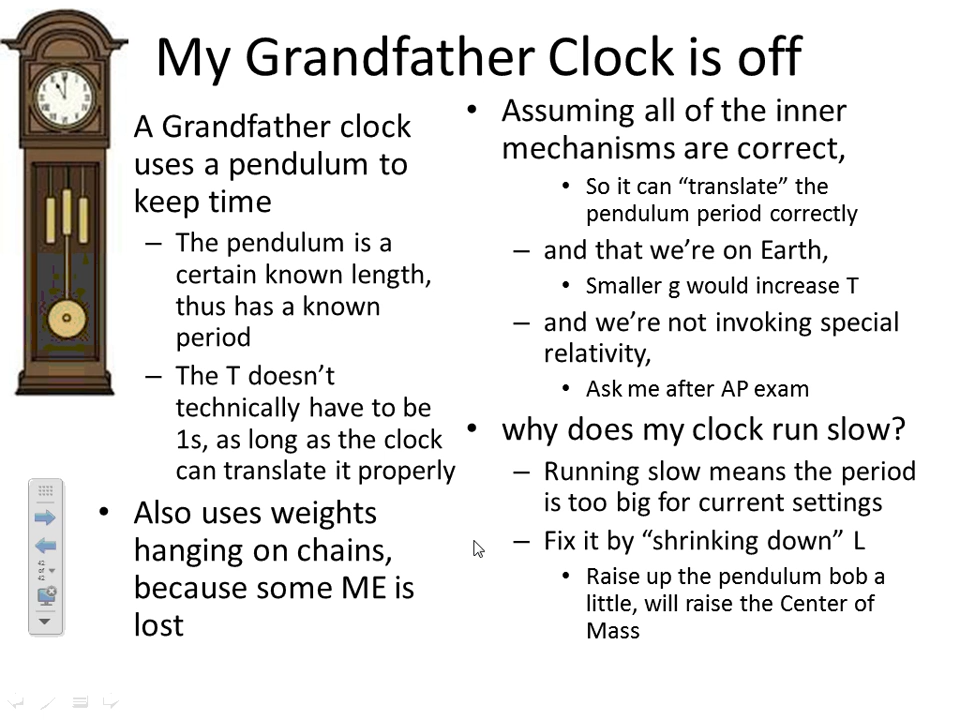 My Grandfather Clock is off
A Grandfather clock
uses a pendulum to
keep time
– The pendulum is a
certain known length,
thus has a known
period
– The T doesn’t
technically have to be
1s, as long as the clock
can translate it properly
• Also uses weights
hanging on chains,
because some ME is
lost
• Assuming all of the inner
mechanisms are correct,
• So it can “translate” the
pendulum period correctly
– and that we’re on Earth,
• Smaller g would increase T
– and we’re not invoking special
relativity,
• Ask me after AP exam
• why does my clock run slow?
– Running slow means the period
is too big for current settings
– Fix it by “shrinking down” L
• Raise up the pendulum bob a
little, will raise the Center of
Mass